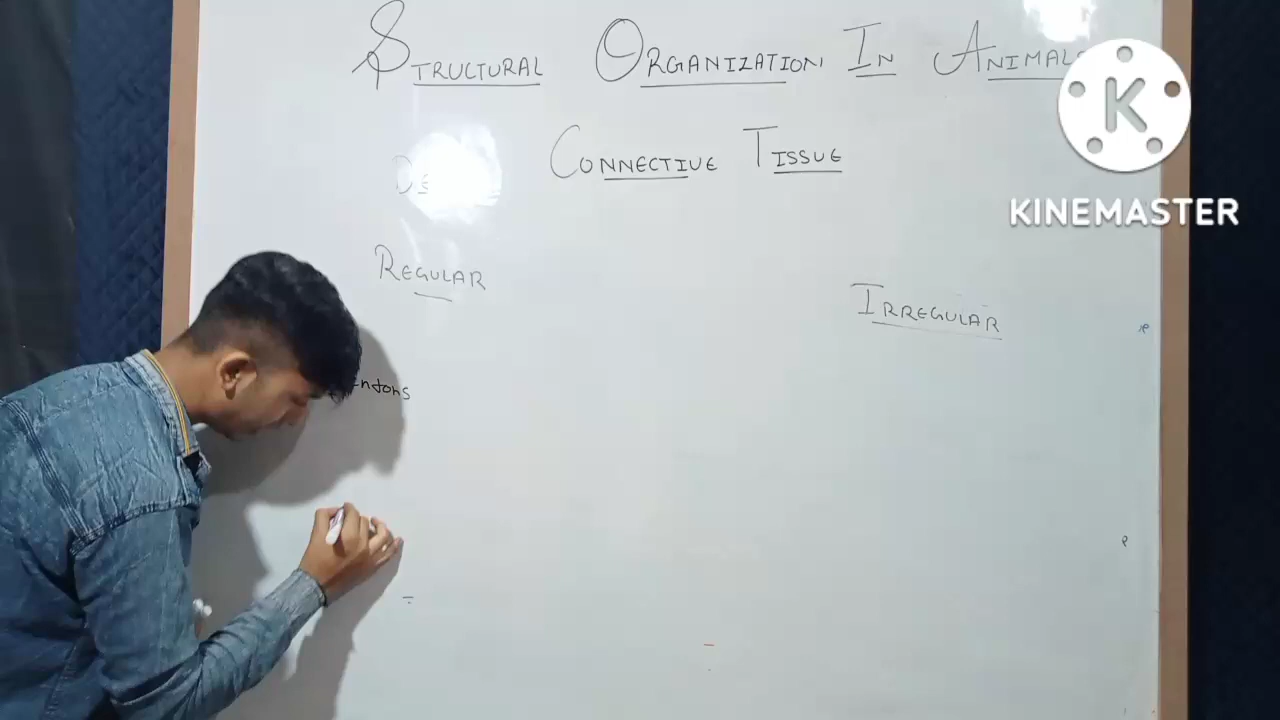 STRUCTURAL ORGANIZATION IN ANIMALS
CONNECTIVE TISSUE
REGULAR
IRREGULAR
K
KINEMASTER